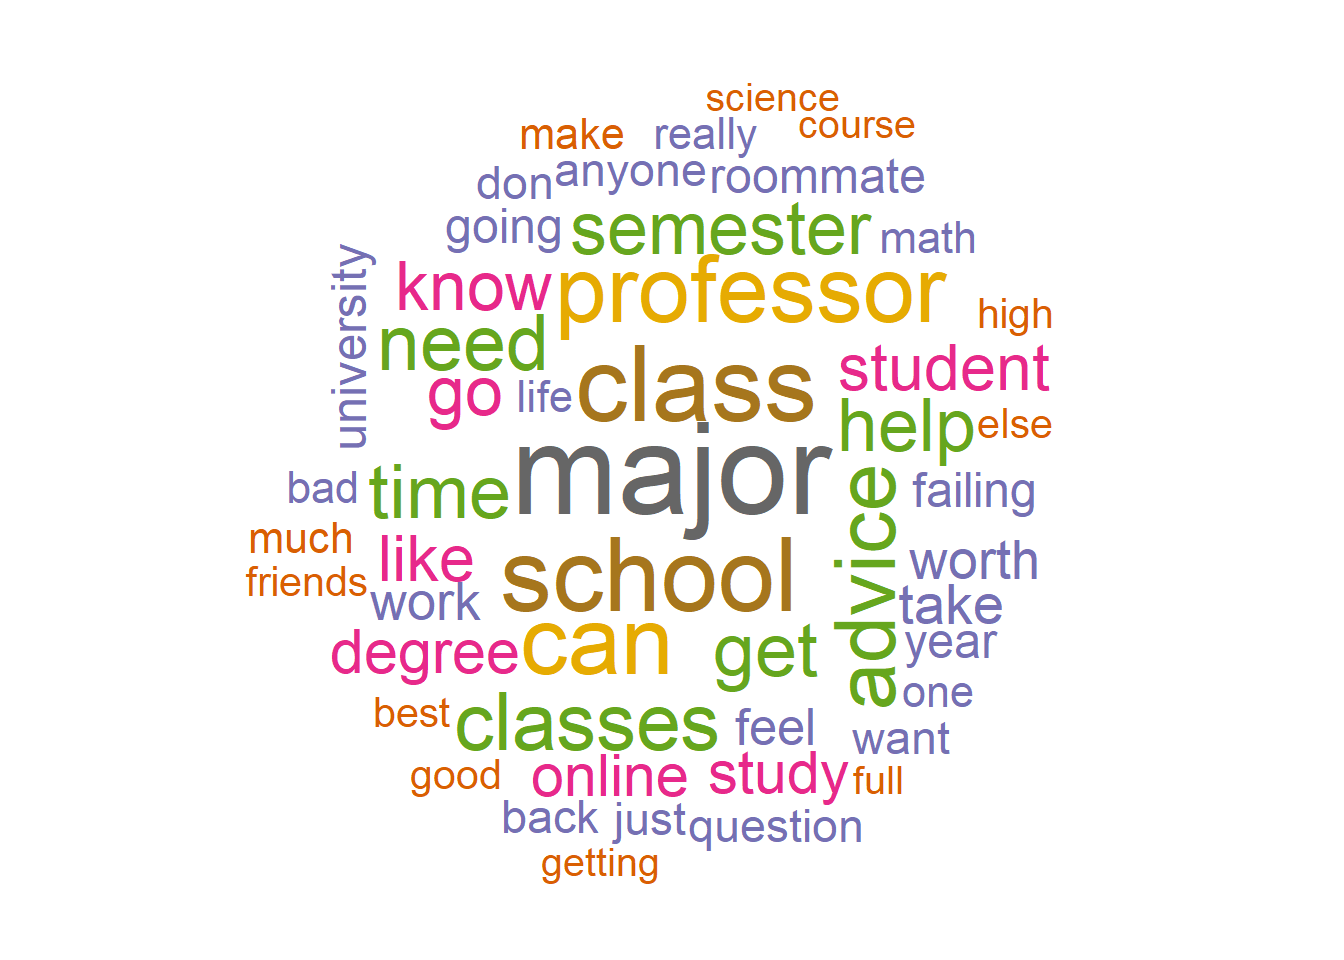 science
make really course
don anyone roommate
going semester math
university know professor
need high
go life class student
help else
major
bad time advice failing
much like school worth
friends work take
degree can get year
one
best classes feel want
good online study full
back just question
getting